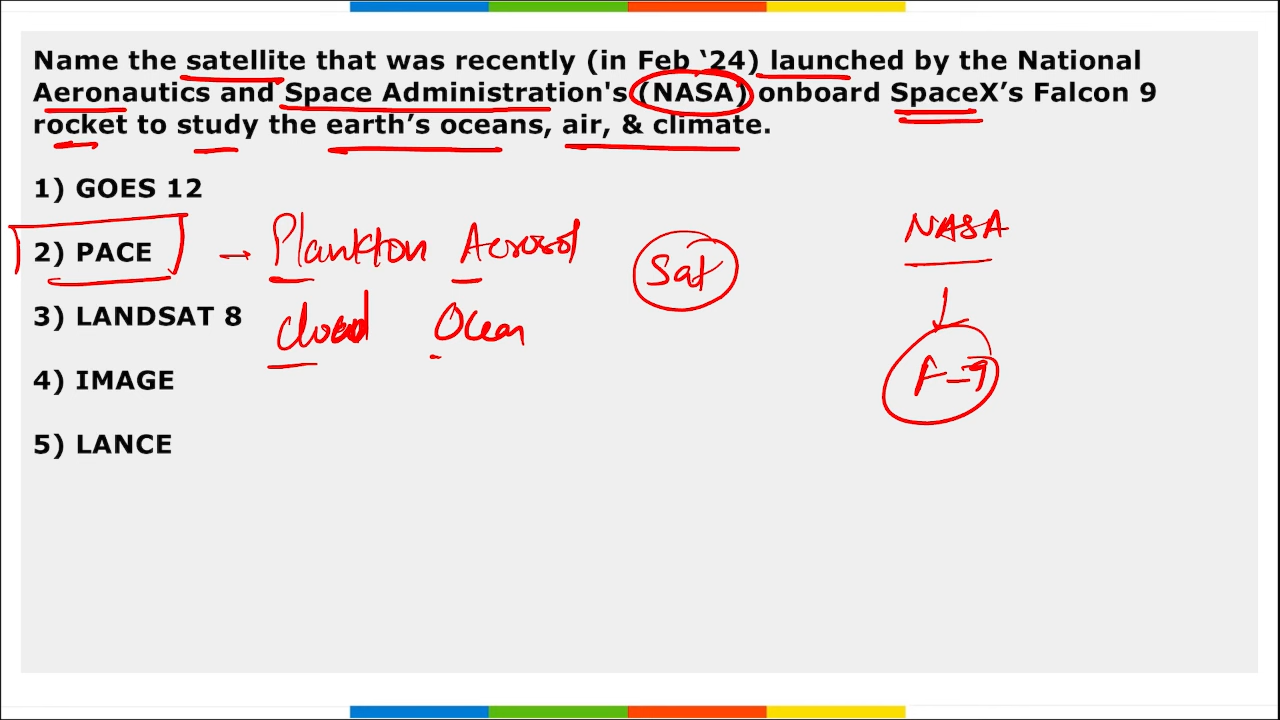 Name the satellite that was recently (in Feb ‘24) launched by the National
Aeronautics and Space Administration's (NASA) onboard SpaceX’s Falcon 9
rocket to study the earth’s oceans, air, & climate.
1) GOES 12
2) PACE → Plankton Aerosol
Sat
NASA
3) LANDSAT 8
cloud Ocean
F-9
4) IMAGE
5) LANCE